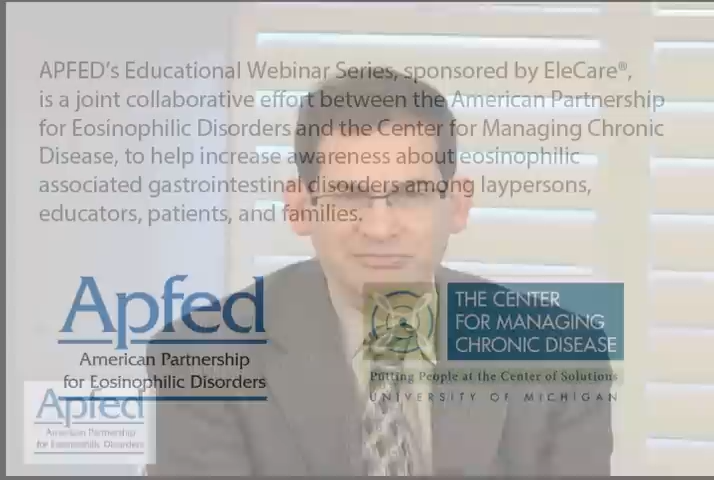 APFED's Educational Webinar Series, sponsored by EleCare®,
is a joint collaborative effort between the American Partnership
for Eosinophilic Disorders and the Center for Managing Chronic
Disease, to help increase awareness about eosinophilic
associated gastrointestinal disorders among laypersons,
educators, patients, and families.
Apfed
American Partnership
for Eosinophilic Disorders
THE CENTER
FOR MANAGING
CHRONIC DISEASE
Putting People at the Center of Solutions
UNIVERSITY OF MICHIGAN
Apfed
American Partnership
for Eosinophilic Disorders